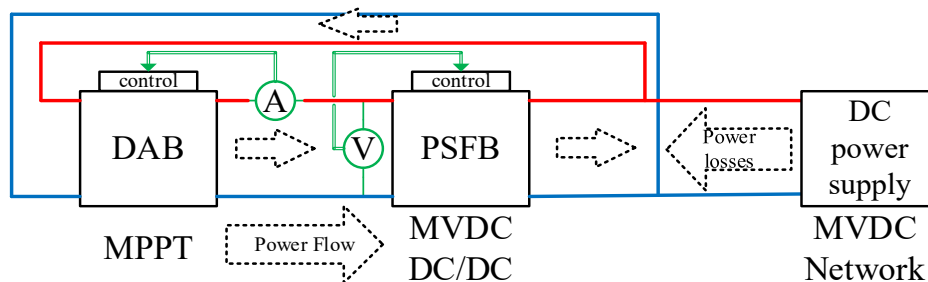 control
control
A
DAB
V
PSFB
Power
losses
DC
power
supply
MPPT
Power Flow
MVDC
DC/DC
MVDC
Network